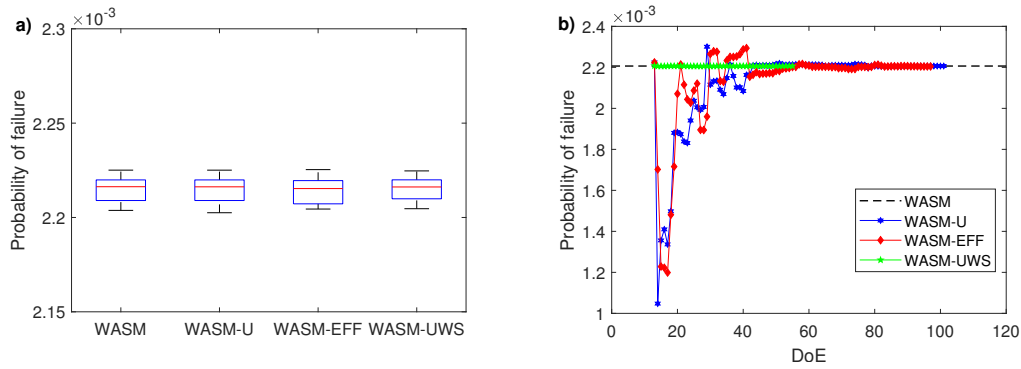 a)
×10⁻³
2.3
2.25
2.2
2.15
Probability of failure
WASM
WASM-U
WASM-EFF
WASM-UWS
b)
×10⁻³
2.4
2.2
2
1.8
1.6
1.4
1.2
1
Probability of failure
0
20
40
60
80
100
120
DoE
WASM
WASM-U
WASM-EFF
WASM-UWS